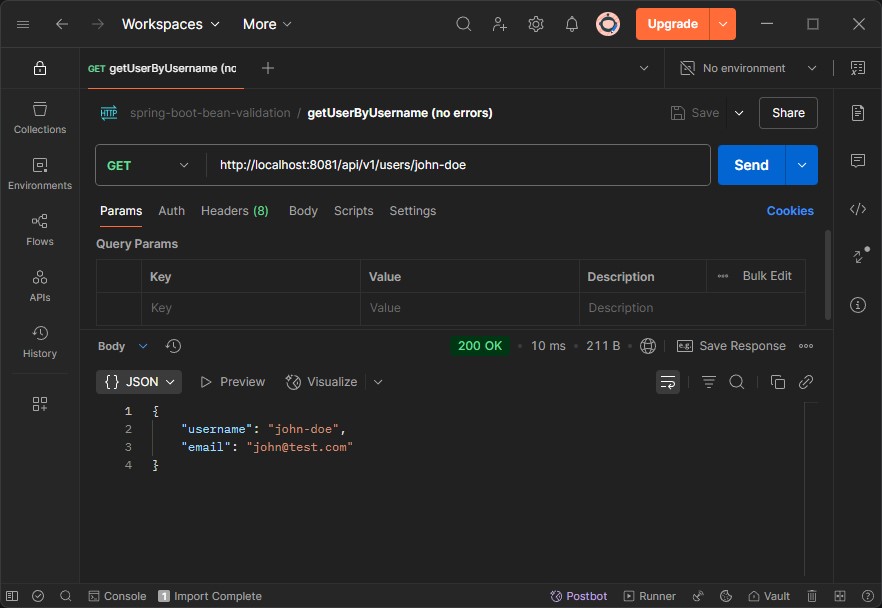 Workspaces More Upgrade
GET getUserByUsername (no No environment
HTTP spring-boot-bean-validation / getUserByUsername (no errors) Save Share
Collections
GET http://localhost:8081/api/v1/users/john-doe Send
Environments
Params Auth Headers (8) Body Scripts Settings Cookies
Flows
Query Params
Key Value Description Bulk Edit
APIs
Key Value Description
History
Body 200 OK 10 ms 211 B e.g. Save Response
{} JSON Preview Visualize
1 {
2 "username": "john-doe",
3 "email": "john@test.com"
4 }
Console 1 Import Complete Postbot Runner Vault